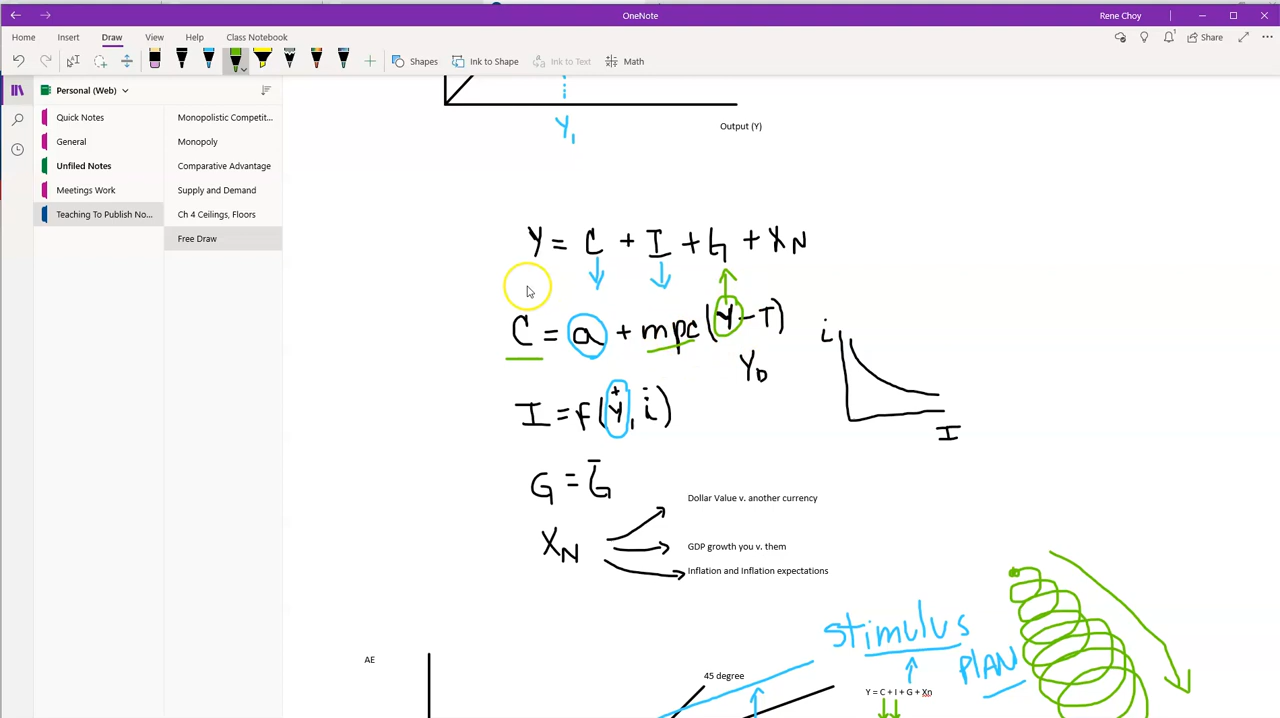 OneNote
Rene Choy
Home Insert Draw View Help Class Notebook
Share
Shapes Ink to Shape Ink to Text Math
Personal (Web)
Quick Notes
General
Unfiled Notes
Meetings Work
Teaching To Publish No...
Monopolistic Competit...
Monopoly
Comparative Advantage
Supply and Demand
Ch 4 Ceilings, Floors
Free Draw
Output (Y)
Y1
Y = C + I + G + XN
C = a + mpc (Y - T)
YD
i
I
I = f(Y, i)
+
G = G̅
XN
Dollar Value v. another currency
GDP growth you v. them
Inflation and Inflation expectations
stimulus
PLAN
AE
45 degree
Y = C + I + G + Xn